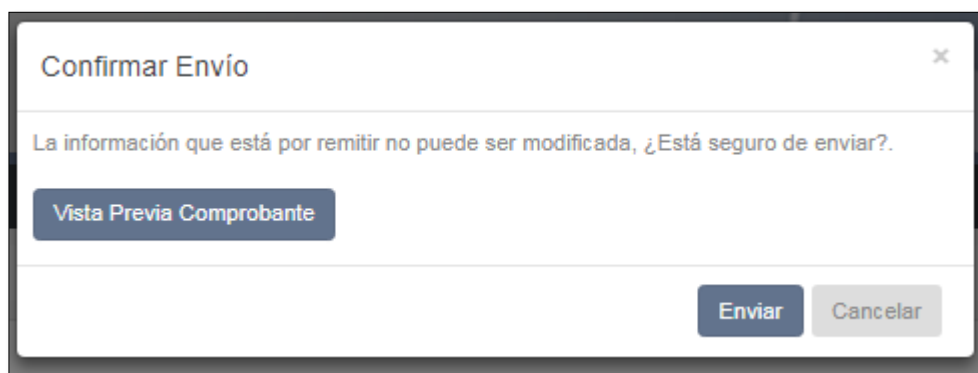 Confirmar Envío
×
La información que está por remitir no puede ser modificada, ¿Está seguro de enviar?.
Vista Previa Comprobante
Enviar Cancelar